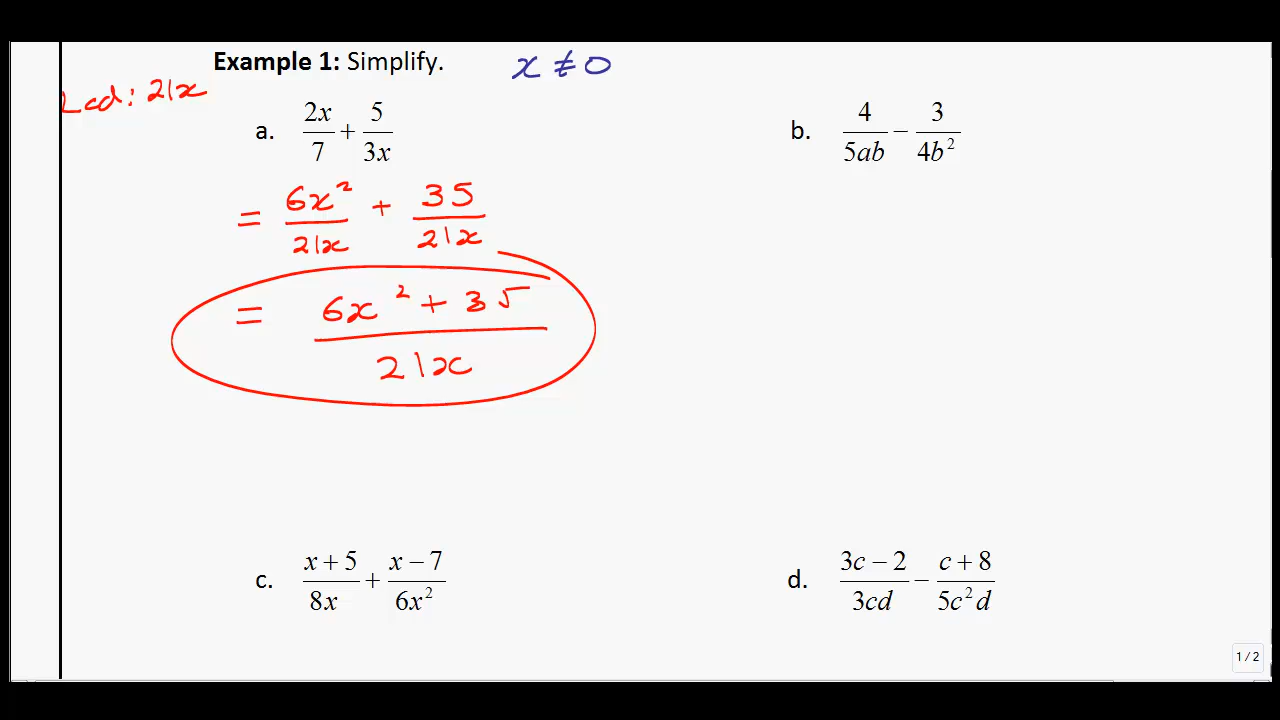 Example 1: Simplify. x ≠ 0
Lcd: 21x
a. 2x/7 + 5/3x
b. 4/5ab − 3/4b²
= 6x²/21x + 35/21x
= 6x² + 35/21x
c. x + 5/8x + x − 7/6x²
d. 3c − 2/3cd − c + 8/5c²d
1 / 2